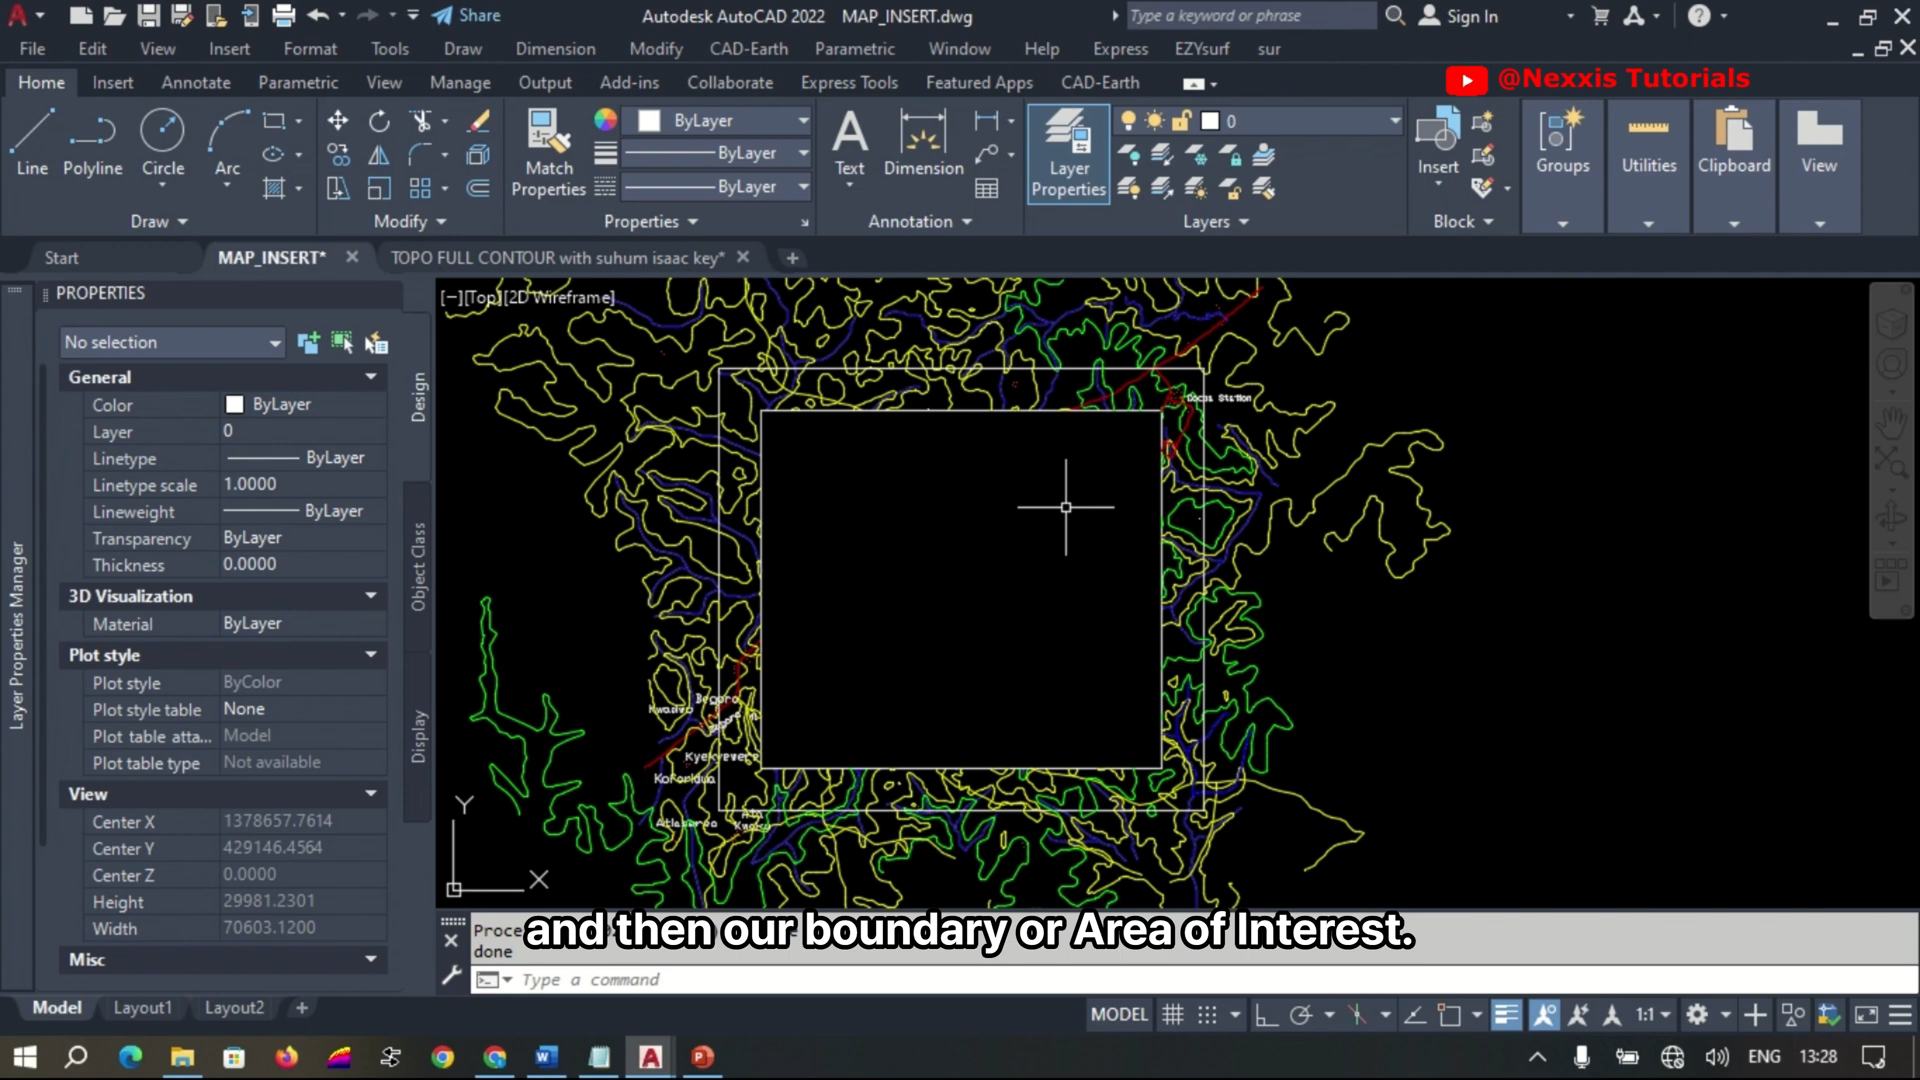 Share
Autodesk AutoCAD 2022 MAP_INSERT.dwg
Type a keyword or phrase
Sign In
File Edit View Insert Format Tools Draw Dimension Modify CAD-Earth Parametric Window Help Express EZYsurf sur
Home Insert Annotate Parametric View Manage Output Add-ins Collaborate Express Tools Featured Apps CAD-Earth
@Nexxis Tutorials
Line
Polyline
Circle
Arc
Match
Properties
ByLayer
ByLayer
ByLayer
Text
Dimension
Layer
Properties
0
Insert
Groups
Utilities
Clipboard
View
Draw
Modify
Properties
Annotation
Layers
Block
Start
MAP_INSERT*
TOPO FULL CONTOUR with suhum isaac key*
PROPERTIES
No selection
General
Color ByLayer
Layer 0
Linetype ByLayer
Linetype scale 1.0000
Lineweight ByLayer
Transparency ByLayer
Thickness 0.0000
3D Visualization
Material ByLayer
Plot style
Plot style ByColor
Plot style table None
Plot table atta... Model
Plot table type Not available
View
Center X 1378657.7614
Center Y 429146.4564
Center Z 0.0000
Height 29981.2301
Width 70603.1200
Misc
Design
Object Class
Display
Layer Properties Manager
[−][Top][2D Wireframe]
Begoro
Koforidua
Y
X
Proce
done
and then our boundary or Area of Interest.
Type a command
Model Layout1 Layout2
MODEL
1:1
ENG
13:28